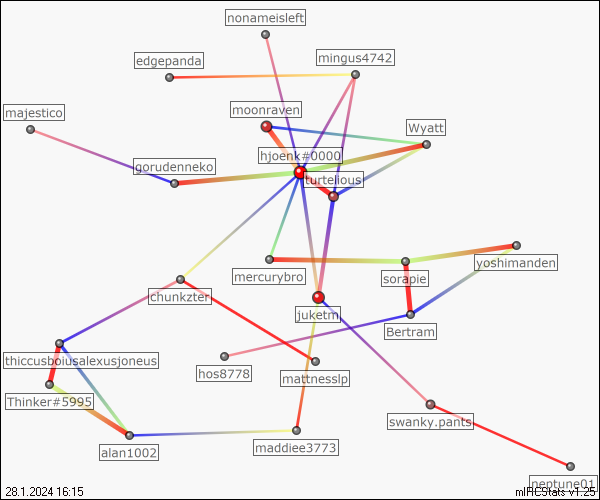 nonameisleft
mingus4742
edgepanda
moonraven
majestico
Wyatt
hjoenk#0000
gorudenneko
turtelious
yoshimanden
mercurybro
sorapie
chunkzter
juketm
Bertram
thiccusboiusalexusjoneus
hos8778
mattnesslp
Thinker#5995
swanky.pants
maddiee3773
alan1002
neptune01
28.1.2024 16:15
mIRCStats v1.25